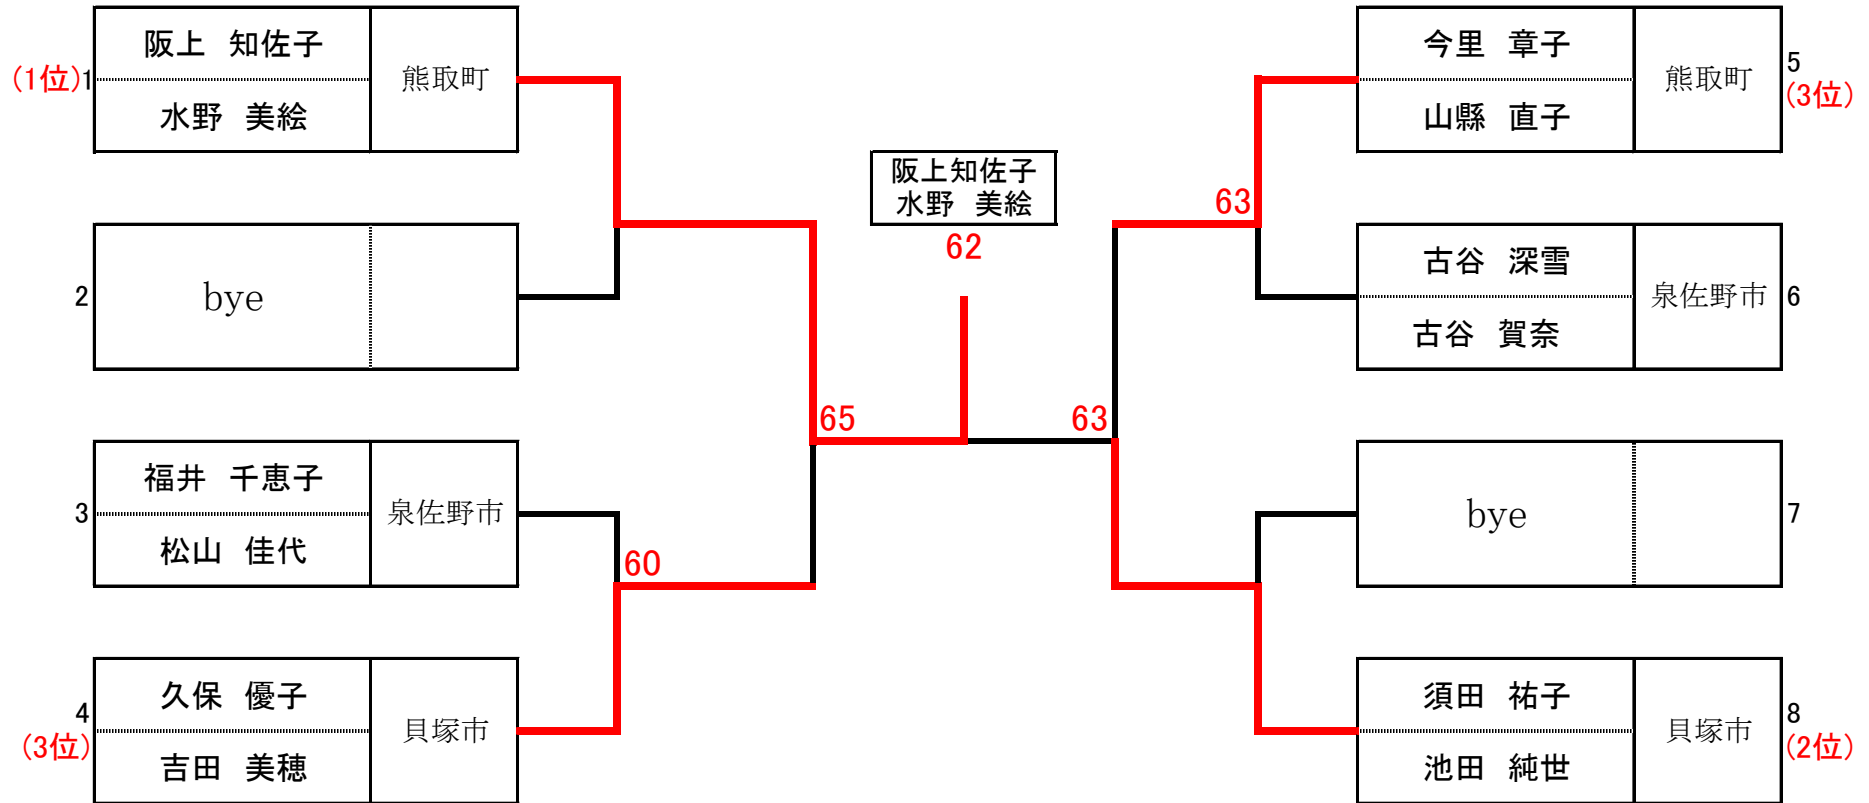 (1位)1
阪上 知佐子
水野 美絵
熊取町
2
bye
3
福井 千恵子
松山 佳代
泉佐野市
4
(3位)
久保 優子
吉田 美穂
貝塚市
60
65
阪上知佐子
水野 美絵
62
63
63
今里 章子
山縣 直子
熊取町
5
(3位)
古谷 深雪
古谷 賀奈
泉佐野市
6
bye
7
須田 祐子
池田 純世
貝塚市
8
(2位)